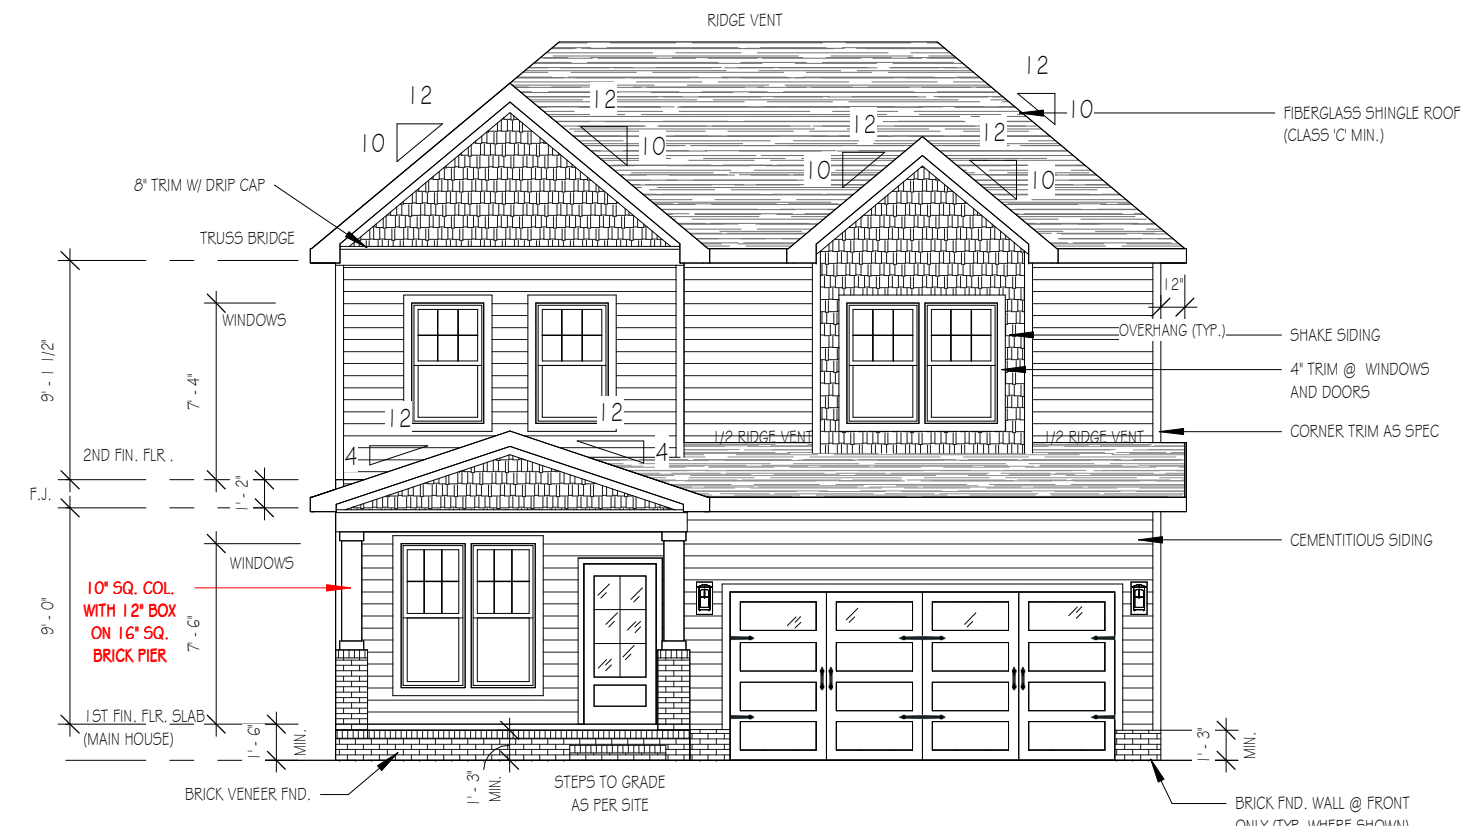 RIDGE VENT
12
12
12
12
12
10
10
10
10
10
FIBERGLASS SHINGLE ROOF
(CLASS 'C' MIN.)
8" TRIM W/ DRIP CAP
TRUSS BRIDGE
12"
WINDOWS
OVERHANG (TYP.)
SHAKE SIDING
9' - 1 1/2"
7' - 4"
4" TRIM @ WINDOWS
AND DOORS
12
12
1/2 RIDGE VENT
1/2 RIDGE VENT
CORNER TRIM AS SPEC
4
4
2ND FIN. FLR .
F.J.
1' - 2"
CEMENTITIOUS SIDING
WINDOWS
10" SQ. COL.
WITH 12" BOX
ON 16" SQ.
BRICK PIER
9' - 0"
7' - 6"
1ST FIN. FLR. SLAB
(MAIN HOUSE)
1' - 6"
MIN.
1' - 3"
MIN.
1' - 3"
MIN.
BRICK VENEER FND.
STEPS TO GRADE
AS PER SITE
BRICK FND. WALL @ FRONT
ONLY (TYP. WHERE SHOWN)